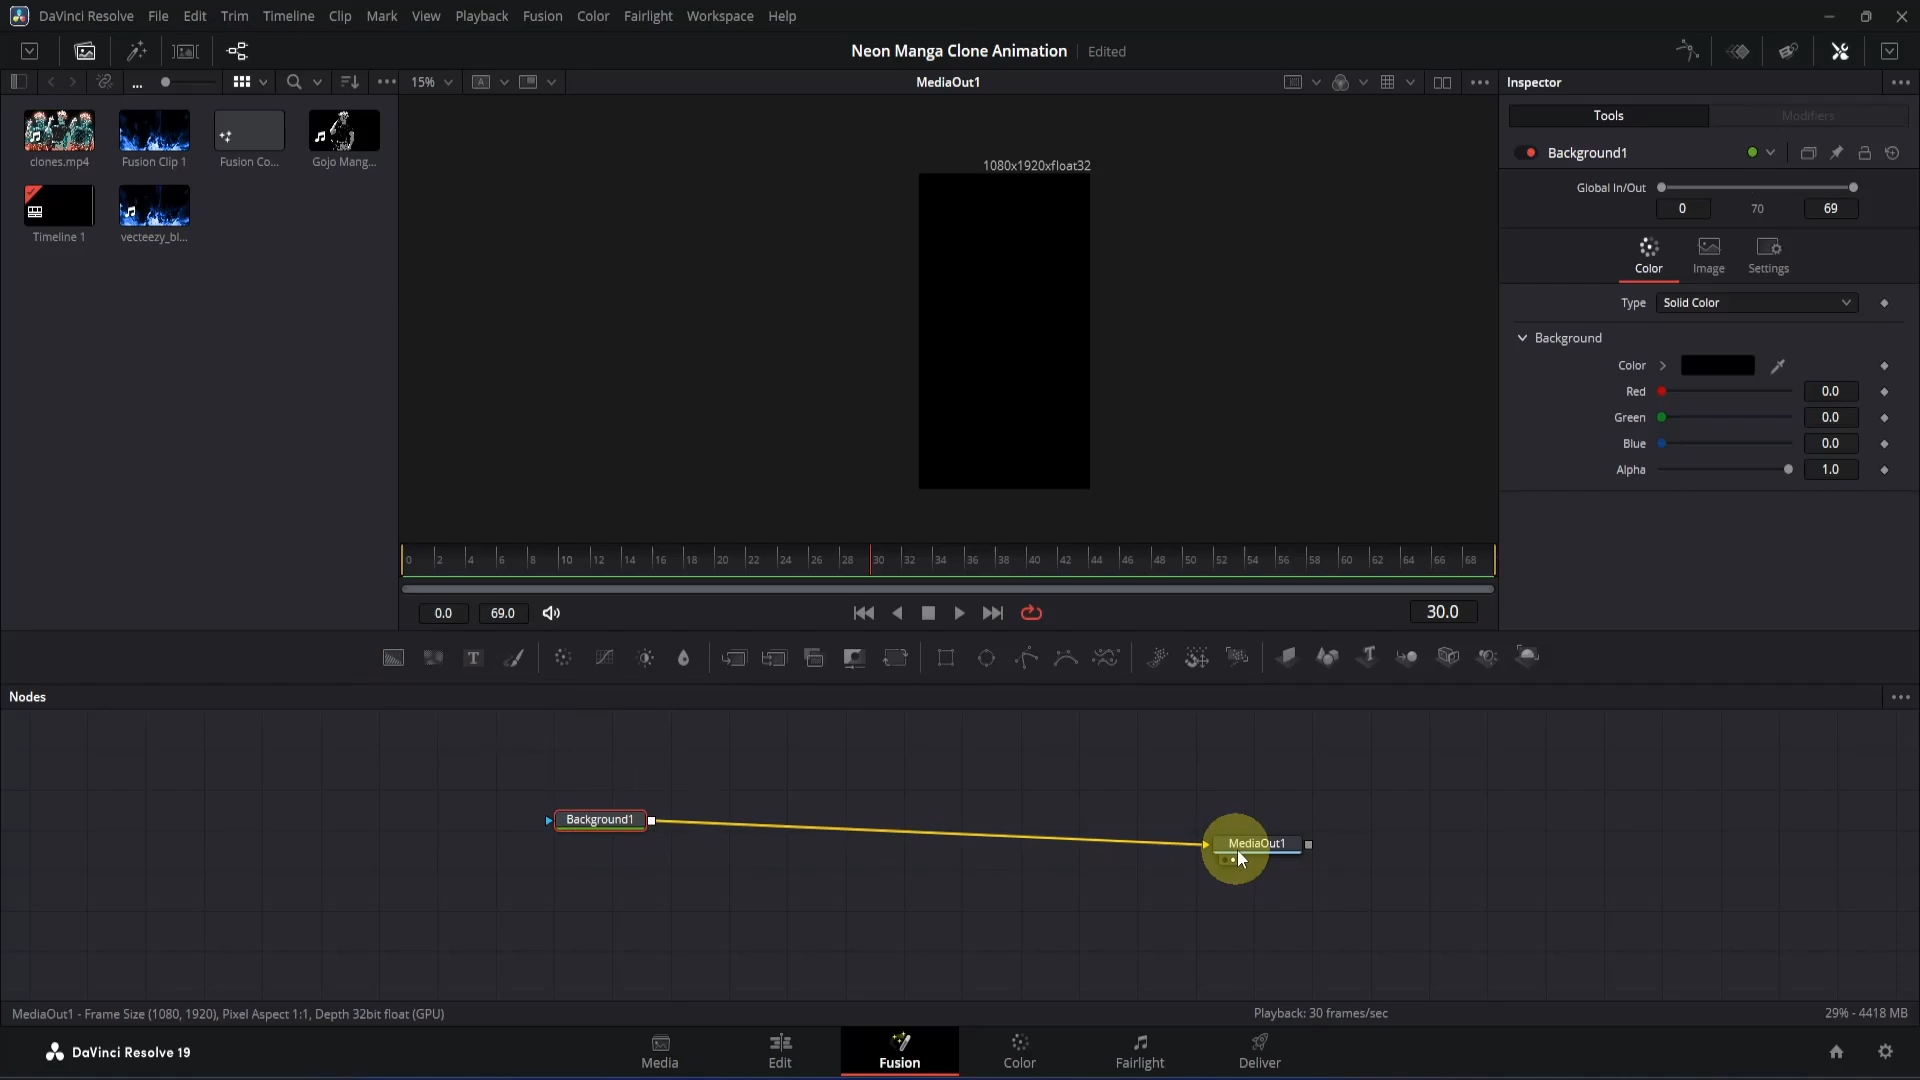 DaVinci Resolve File Edit Trim Timeline Clip Mark View Playback Fusion Color Fairlight Workspace Help
Neon Manga Clone Animation Edited
... 15% A MediaOut1 Inspector
Tools Modifiers
clones.mp4 Fusion Clip 1 Fusion Co... Gojo Mang...
Timeline 1 vecteezy_bl...
1080x1920xfloat32
Background1
Global In/Out
0 70 69
Color Image Settings
Type Solid Color
Background
Color
Red 0.0
Green 0.0
Blue 0.0
Alpha 1.0
0 2 4 6 8 10 12 14 16 18 20 22 24 26 28 30 32 34 36 38 40 42 44 46 48 50 52 54 56 58 60 62 64 66 68
0.0 69.0 30.0
T T
Nodes
Background1
MediaOut1
MediaOut1 - Frame Size (1080, 1920), Pixel Aspect 1:1, Depth 32bit float (GPU) Playback: 30 frames/sec 29% - 4418 MB
DaVinci Resolve 19 Media Edit Fusion Color Fairlight Deliver